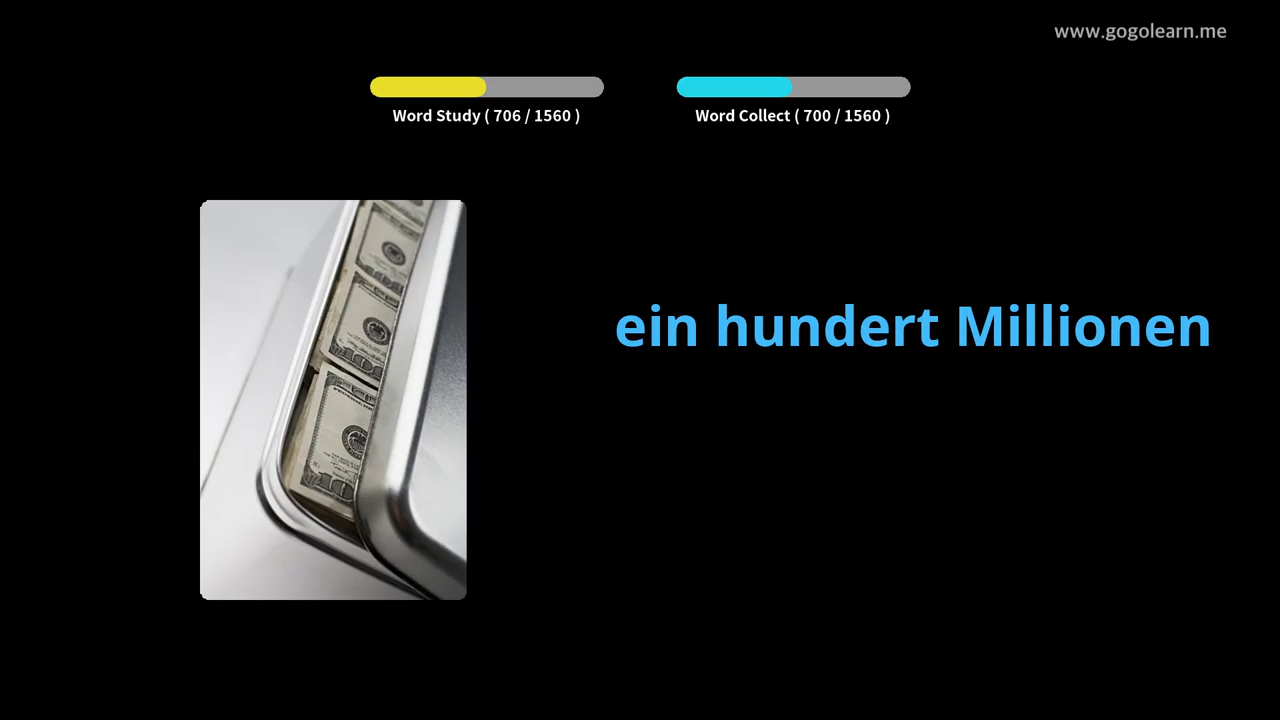 www.gogolearn.me
Word Study ( 706 / 1560 )
Word Collect ( 700 / 1560 )
ein hundert Millionen